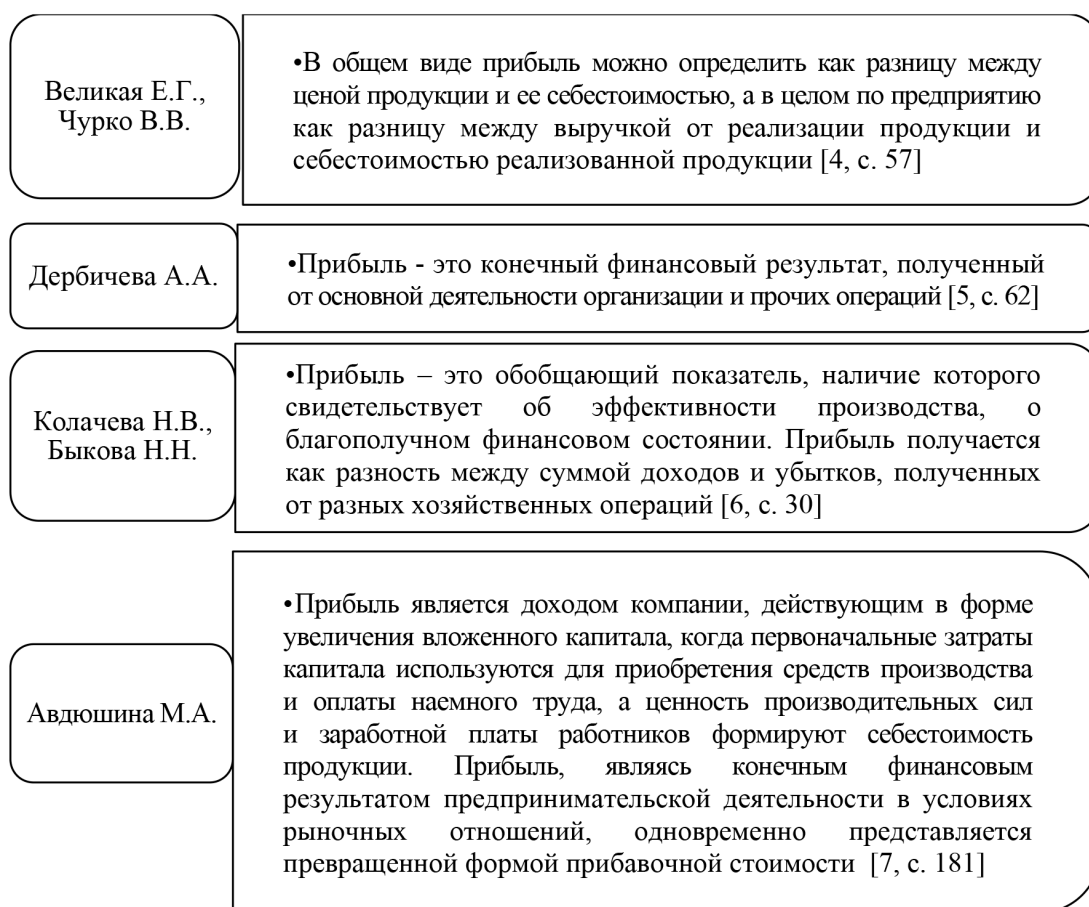 Великая Е.Г.,
Чурко В.В.
•В общем виде прибыль можно определить как разницу между
ценой продукции и ее себестоимостью, а в целом по предприятию
как разницу между выручкой от реализации продукции и
себестоимостью реализованной продукции [4, с. 57]
Дербичева А.А.
•Прибыль - это конечный финансовый результат, полученный
от основной деятельности организации и прочих операций [5, с. 62]
Колачева Н.В.,
Быкова Н.Н.
•Прибыль – это обобщающий показатель, наличие которого
свидетельствует об эффективности производства, о
благополучном финансовом состоянии. Прибыль получается
как разность между суммой доходов и убытков, полученных
от разных хозяйственных операций [6, с. 30]
Авдюшина М.А.
•Прибыль является доходом компании, действующим в форме
увеличения вложенного капитала, когда первоначальные затраты
капитала используются для приобретения средств производства
и оплаты наемного труда, а ценность производительных сил
и заработной платы работников формируют себестоимость
продукции. Прибыль, являясь конечным финансовым
результатом предпринимательской деятельности в условиях
рыночных отношений, одновременно представляется
превращенной формой прибавочной стоимости [7, с. 181]